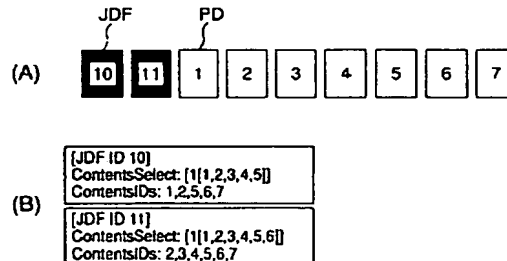 JDF PD
(A) 10 11 1 2 3 4 5 6 7
(B)
[JDF ID 10]
ContentsSelect: [1[1,2,3,4,5]]
ContentsIDs: 1,2,5,6,7
[JDF ID 11]
ContentsSelect: [1[1,2,3,4,5,6]]
ContentsIDs: 2,3,4,5,6,7